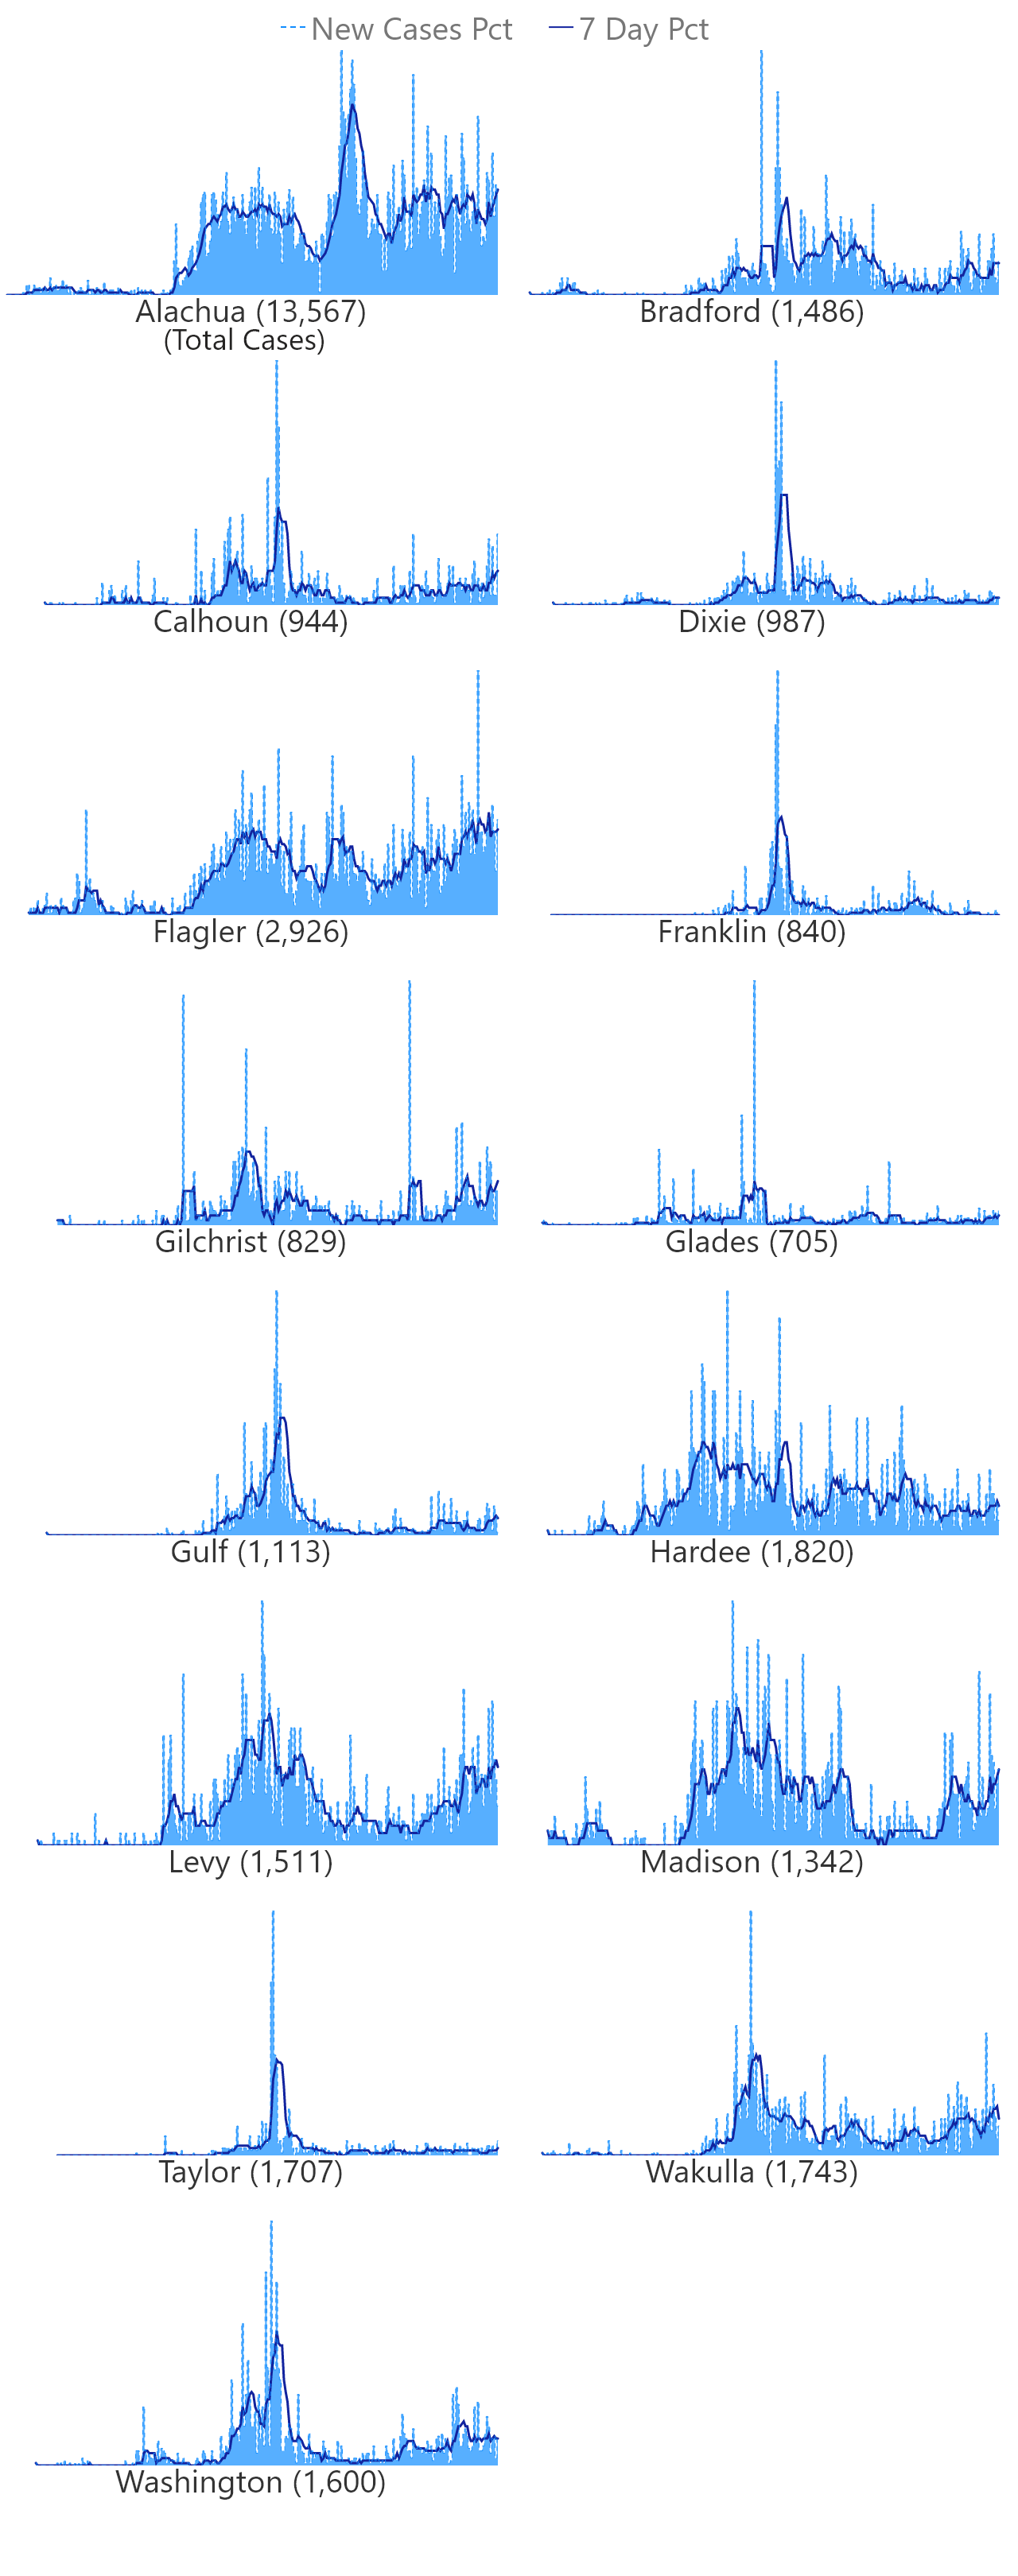 New Cases Pct 7 Day Pct
Alachua (13,567)
(Total Cases)
Bradford (1,486)
Calhoun (944)
Dixie (987)
Flagler (2,926)
Franklin (840)
Gilchrist (829)
Glades (705)
Gulf (1,113)
Hardee (1,820)
Levy (1,511)
Madison (1,342)
Taylor (1,707)
Wakulla (1,743)
Washington (1,600)